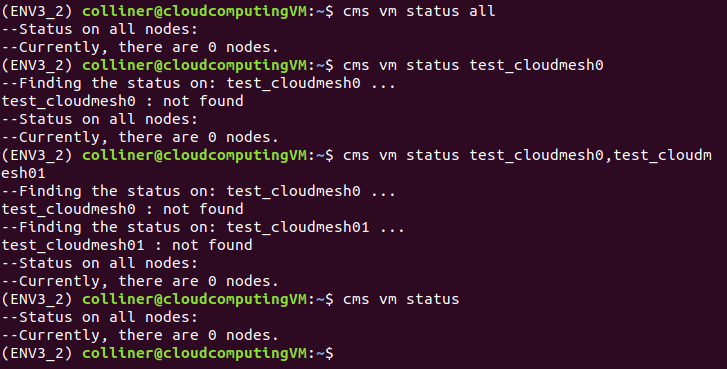 (ENV3_2) colliner@cloudcomputingVM:~$ cms vm status all
--Status on all nodes:
--Currently, there are 0 nodes.
(ENV3_2) colliner@cloudcomputingVM:~$ cms vm status test_cloudmesh0
--Finding the status on: test_cloudmesh0 ...
test_cloudmesh0 : not found
--Status on all nodes:
--Currently, there are 0 nodes.
(ENV3_2) colliner@cloudcomputingVM:~$ cms vm status test_cloudmesh0,test_cloudm
esh01
--Finding the status on: test_cloudmesh0 ...
test_cloudmesh0 : not found
--Finding the status on: test_cloudmesh01 ...
test_cloudmesh01 : not found
--Status on all nodes:
--Currently, there are 0 nodes.
(ENV3_2) colliner@cloudcomputingVM:~$ cms vm status
--Status on all nodes:
--Currently, there are 0 nodes.
(ENV3_2) colliner@cloudcomputingVM:~$